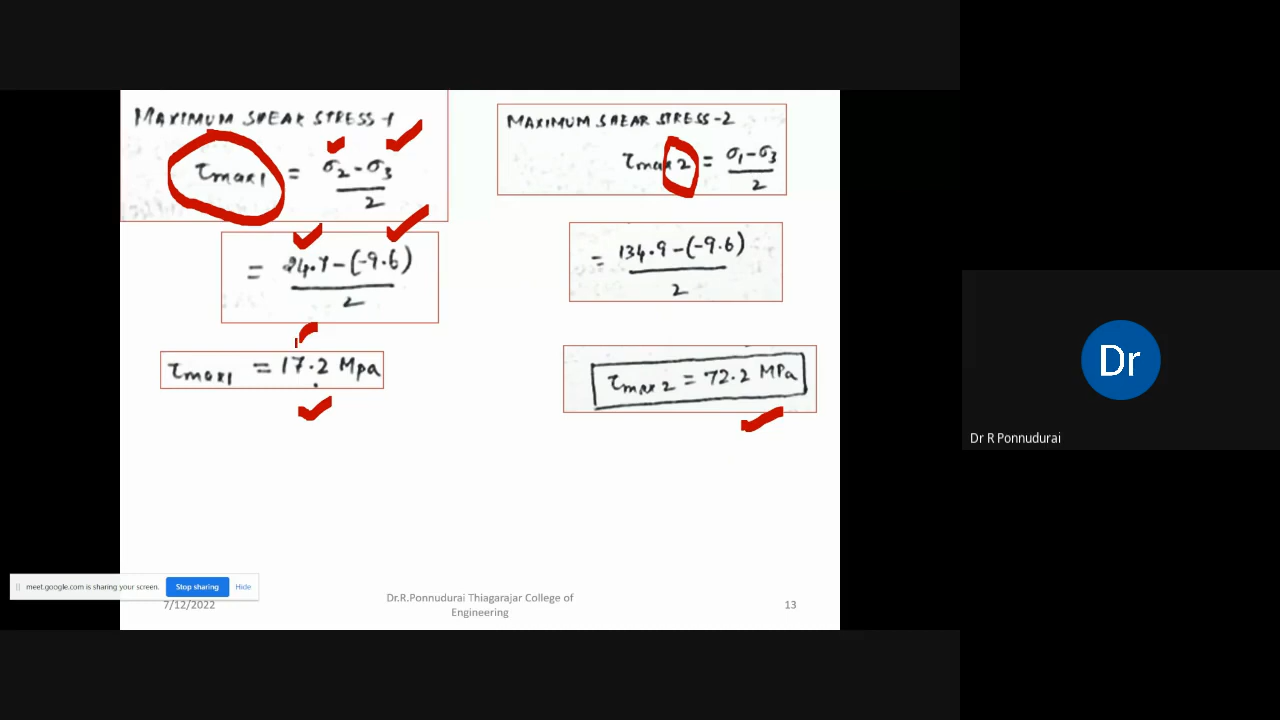 MAXIMUM SHEAR STRESS-1
τmax1 = σ2-σ3
2
= 24.7-(-9.6)
2
τmax1 = 17.2 Mpa
MAXIMUM SHEAR STRESS-2
τmax2 = σ1-σ3
2
= 134.9-(-9.6)
2
τmax2 = 72.2 MPa
Dr
Dr R Ponnudurai
meet.google.com is sharing your screen. Stop sharing Hide
7/12/2022
Dr.R.Ponnudurai Thiagarajar College of
Engineering
13